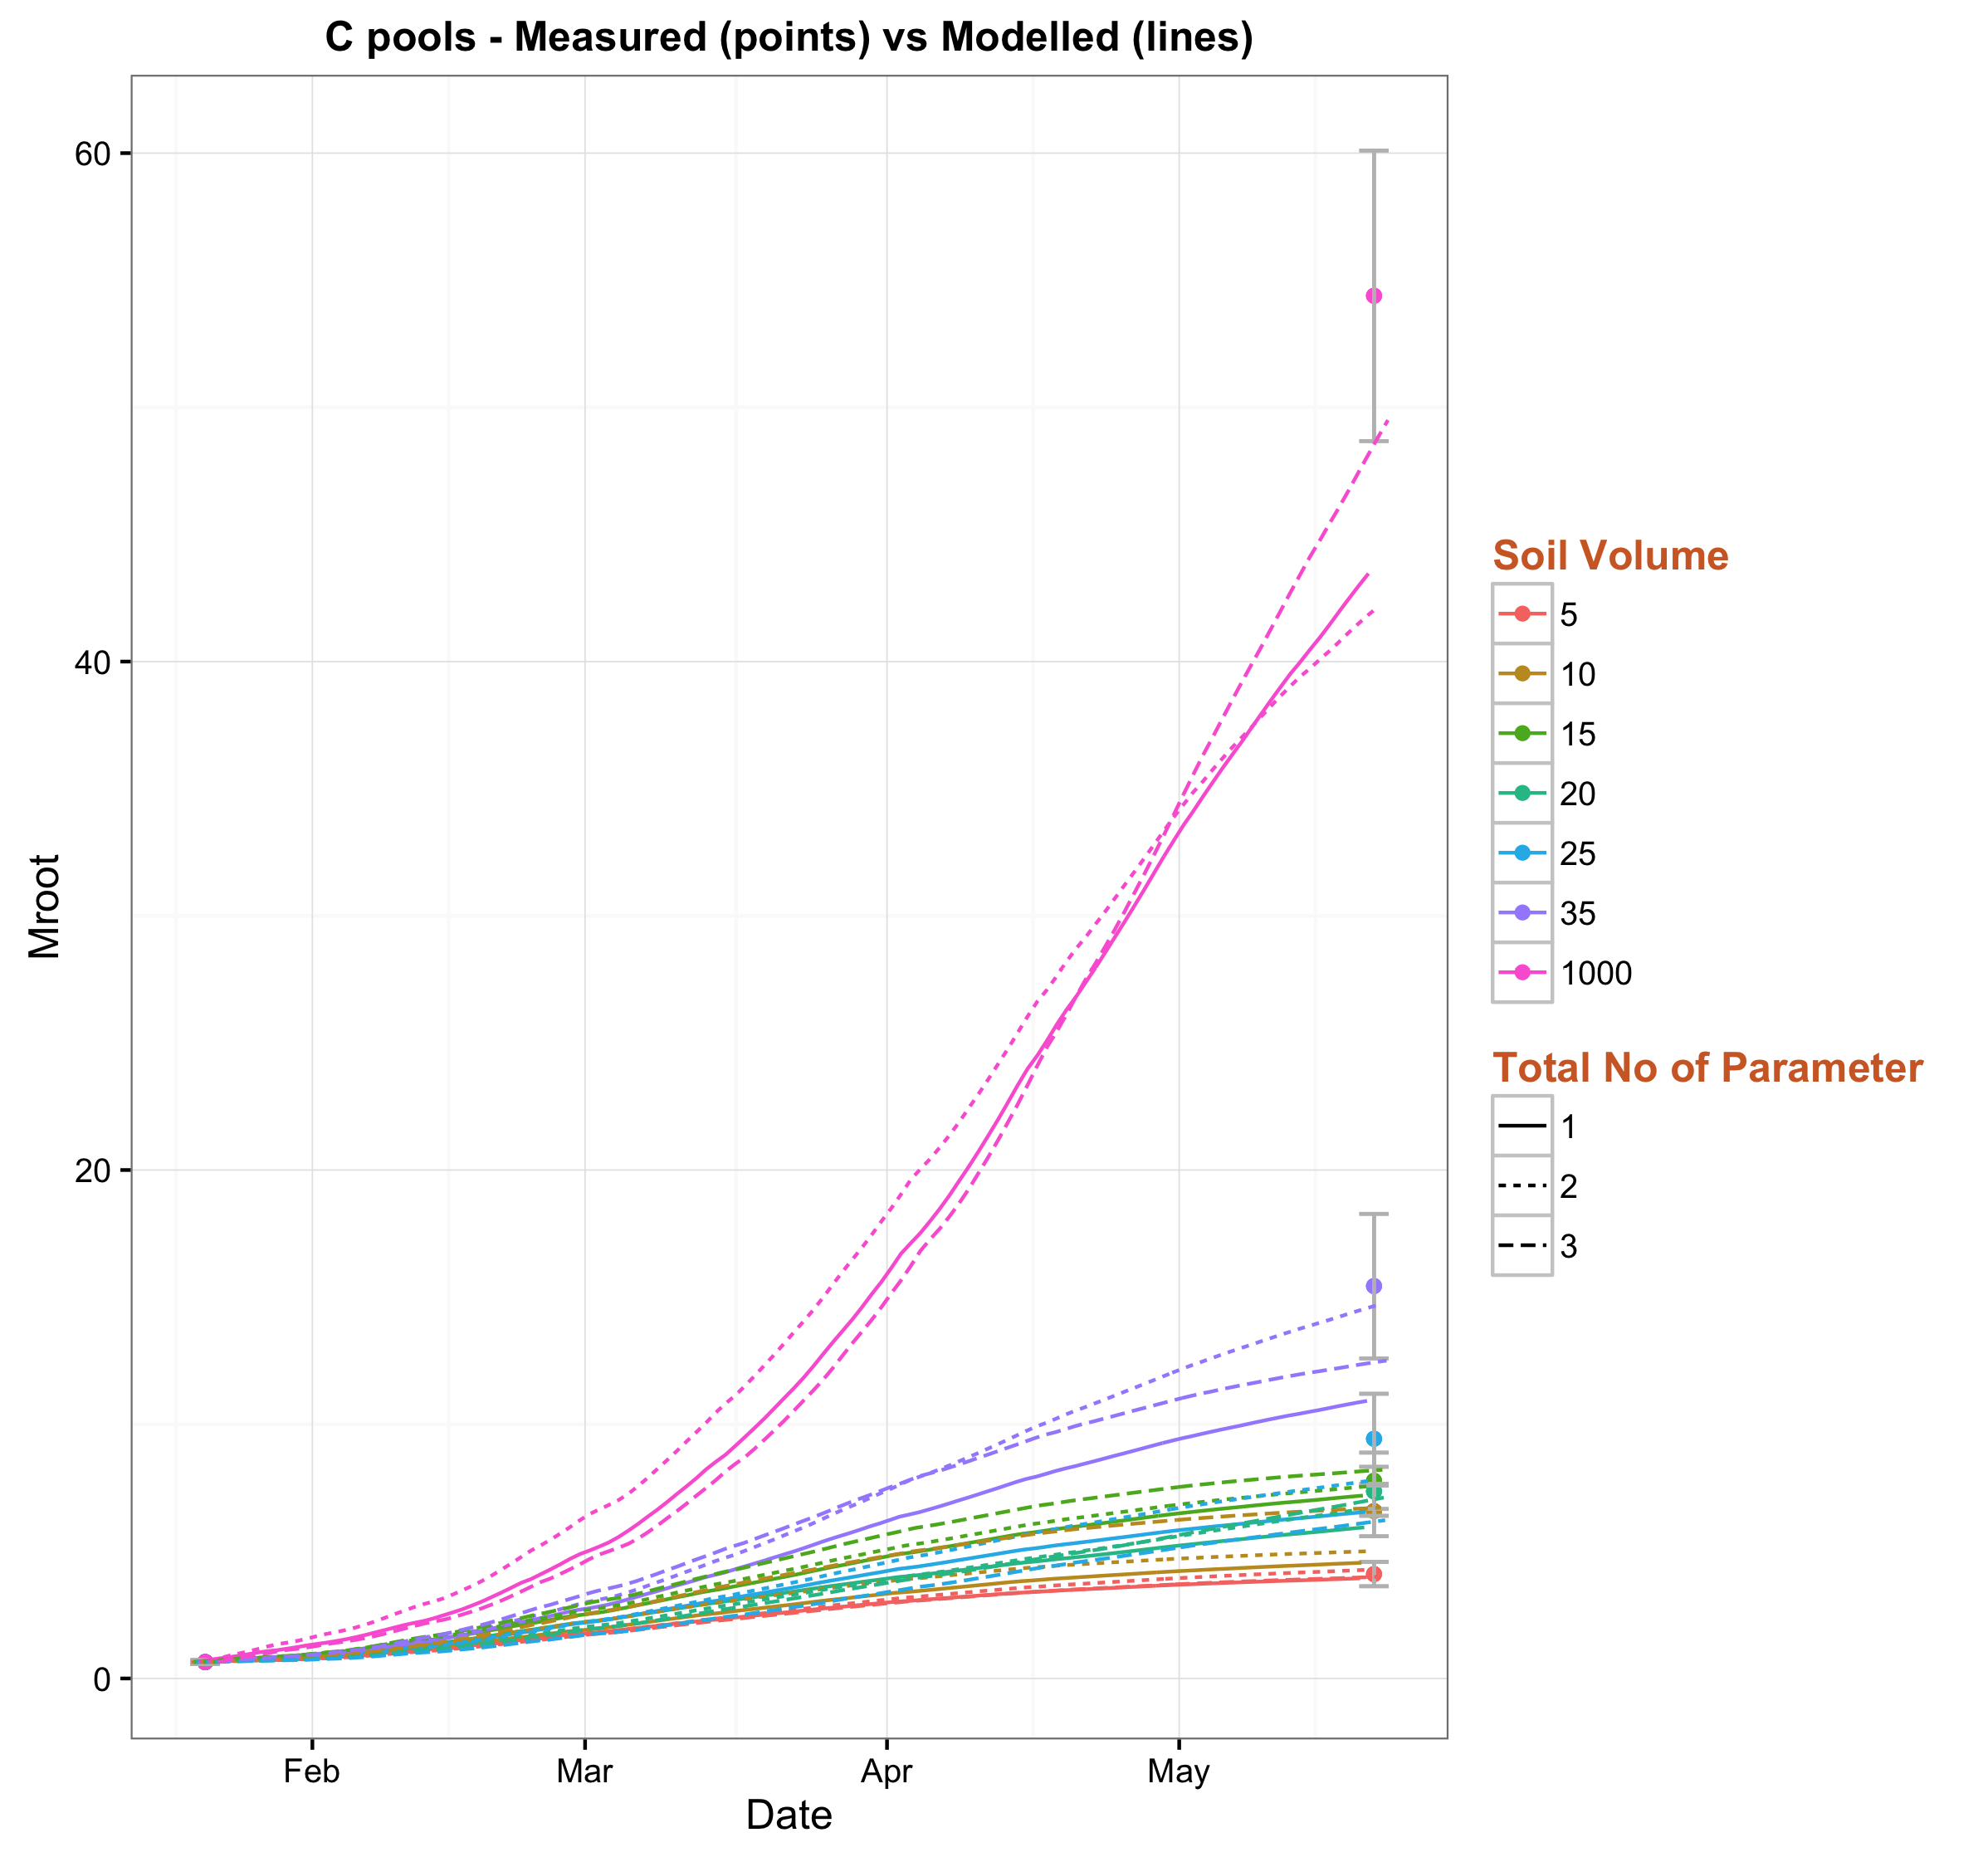 C pools - Measured (points) vs Modelled (lines)
60
40
20
0
Mroot
Feb Mar Apr May
Date
Soil Volume
5
10
15
20
25
35
1000
Total No of Parameter
1
2
3